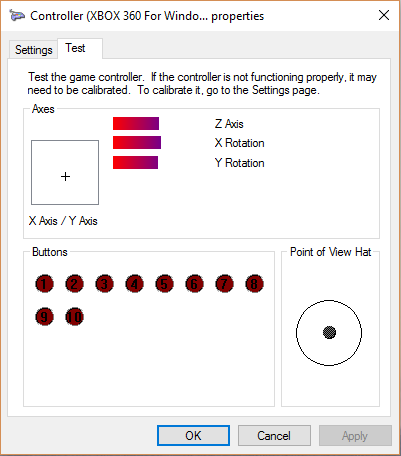 Controller (XBOX 360 For Windo... properties
Settings
Test
Test the game controller.  If the controller is not functioning properly, it may
need to be calibrated.  To calibrate it, go to the Settings page.
Axes
Z Axis
X Rotation
Y Rotation
X Axis / Y Axis
Buttons
Point of View Hat
1 2 3 4 5 6 7 8
9 10
OK
Cancel
Apply